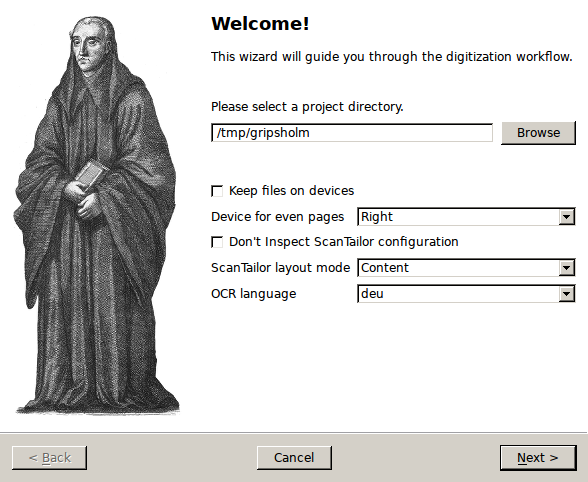 Welcome!
This wizard will guide you through the digitization workflow.
Please select a project directory.
/tmp/gripsholm Browse
Keep files on devices
Device for even pages Right
Don't Inspect ScanTailor configuration
ScanTailor layout mode Content
OCR language deu
< Back Cancel Next >